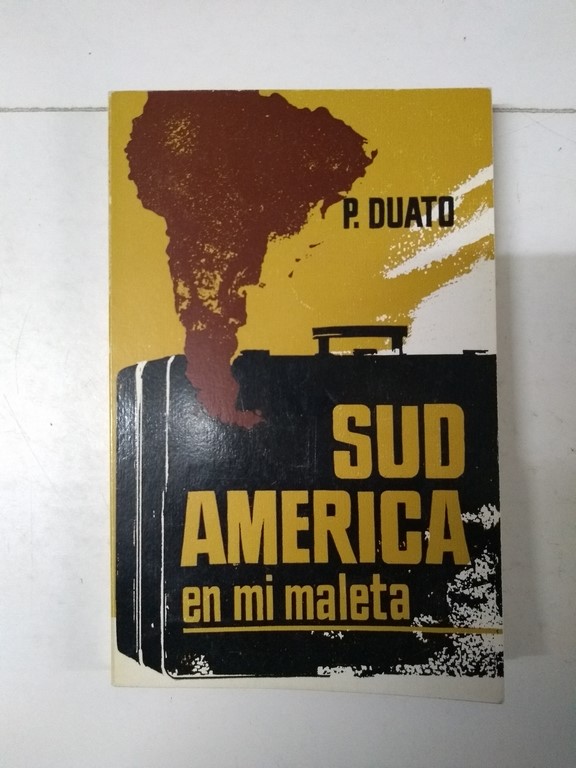 P. DUATO
SUD
AMERICA
en mi maleta